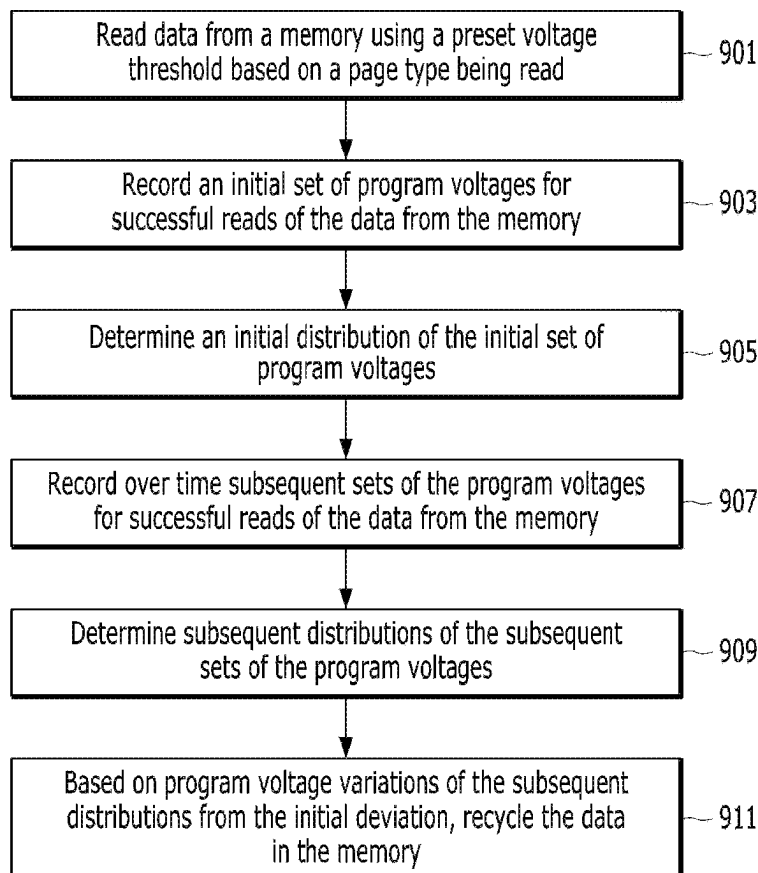 Read data from a memory using a preset voltage
threshold based on a page type being read
901
Record an initial set of program voltages for
successful reads of the data from the memory
903
Determine an initial distribution of the initial set of
program voltages
905
Record over time subsequent sets of the program voltages
for successful reads of the data from the memory
907
Determine subsequent distributions of the subsequent
sets of the program voltages
909
Based on program voltage variations of the subsequent
distributions from the initial deviation, recycle the data
in the memory
911